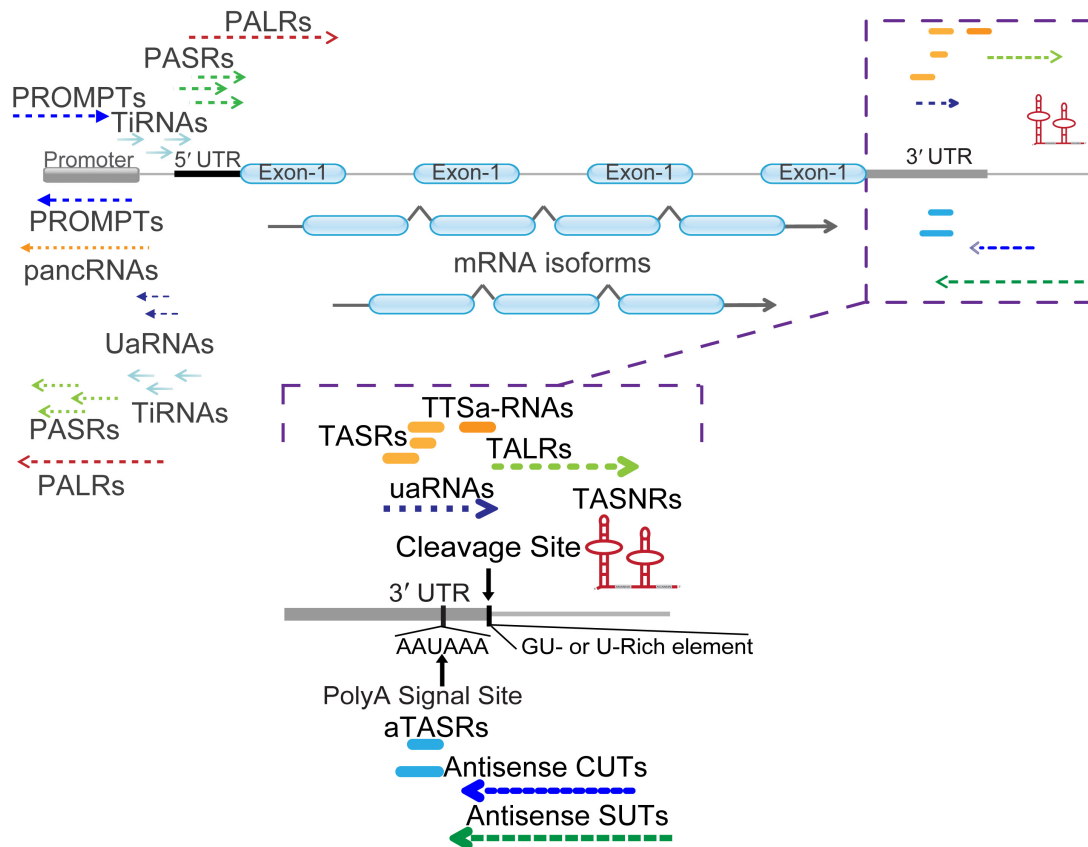 PALRs
PASRs
PROMPTs
TiRNAs
Promoter
5′ UTR
Exon-1
Exon-1
Exon-1
Exon-1
3′ UTR
PROMPTs
pancRNAs
mRNA isoforms
UaRNAs
TiRNAs
PASRs
PALRs
TTSa-RNAs
TASRs
TALRs
uaRNAs
TASNRs
Cleavage Site
3′ UTR
AAUAAA
GU- or U-Rich element
PolyA Signal Site
aTASRs
Antisense CUTs
Antisense SUTs